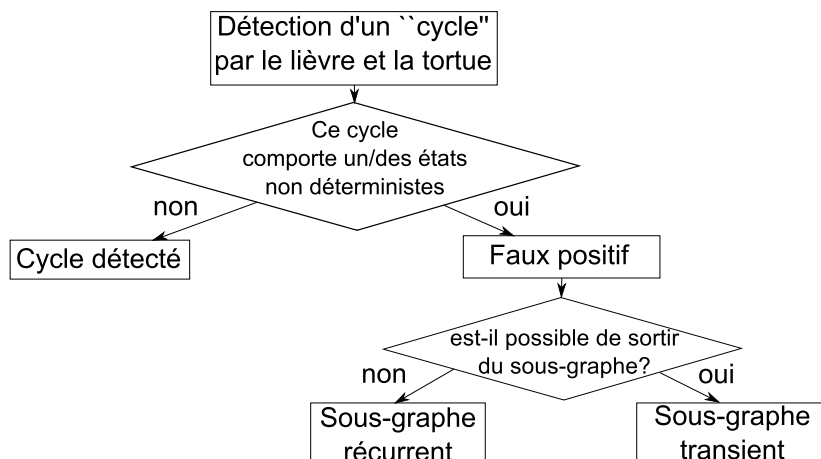 Détection d'un ``cycle"
par le lièvre et la tortue
Ce cycle
comporte un/des états
non déterministes
non
oui
Cycle détecté
Faux positif
est-il possible de sortir
du sous-graphe?
non
oui
Sous-graphe
récurrent
Sous-graphe
transient